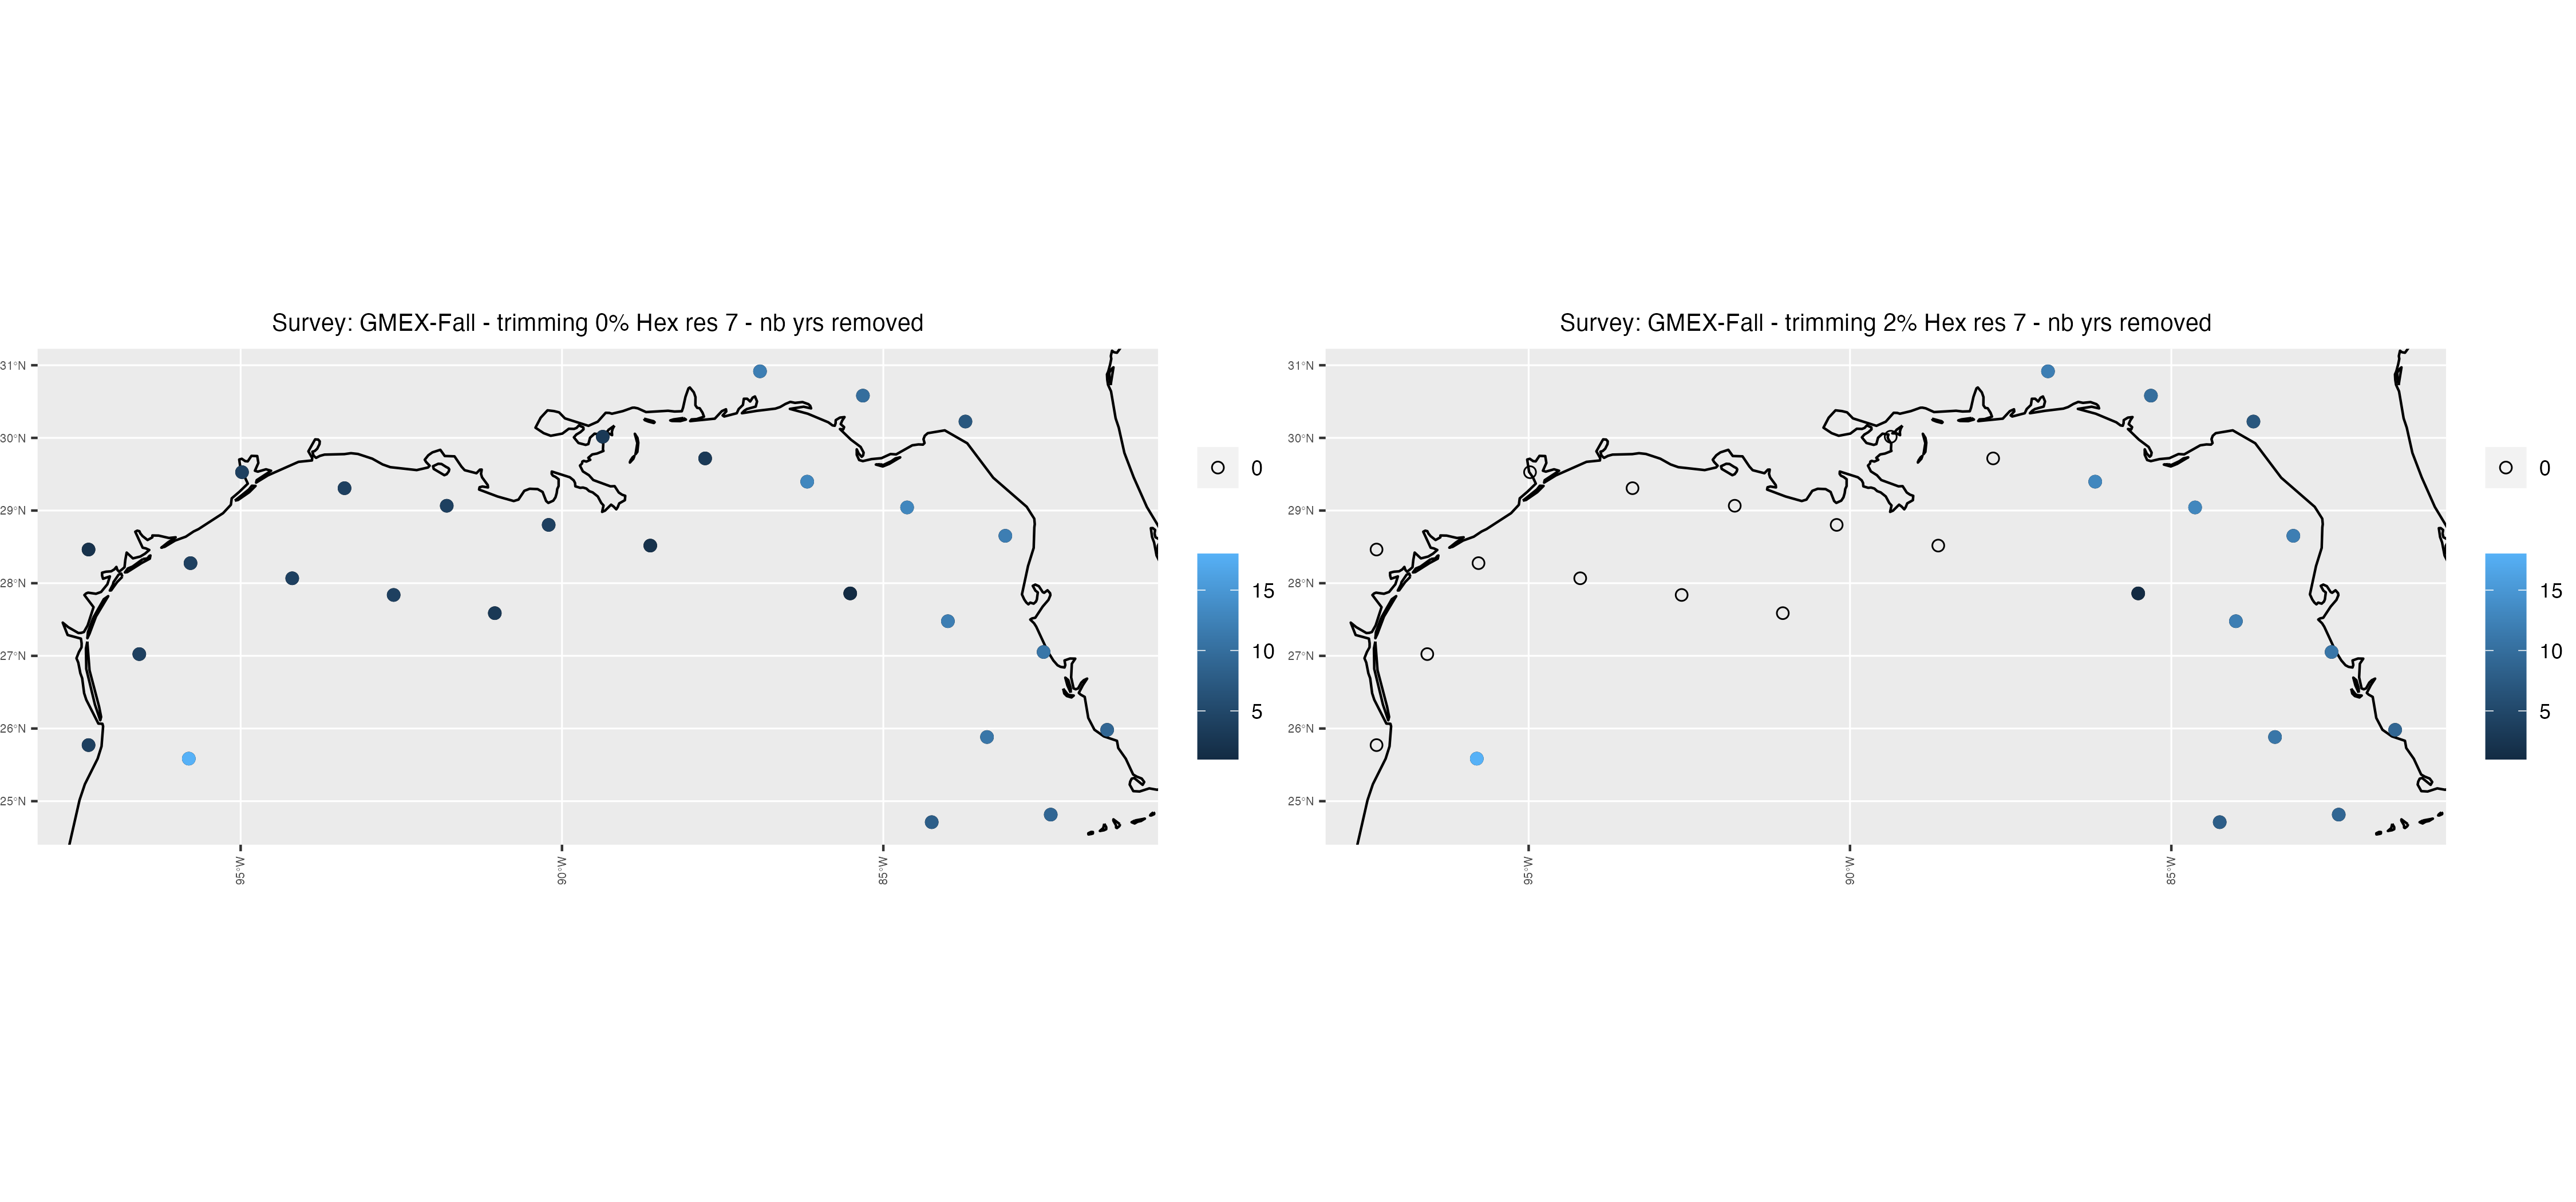 Survey: GMEX-Fall - trimming 0% Hex res 7 - nb yrs removed
31°N
30°N
29°N
28°N
27°N
26°N
25°N
95°W
90°W
85°W
0
15
10
5
Survey: GMEX-Fall - trimming 2% Hex res 7 - nb yrs removed
31°N
30°N
29°N
28°N
27°N
26°N
25°N
95°W
90°W
85°W
0
15
10
5